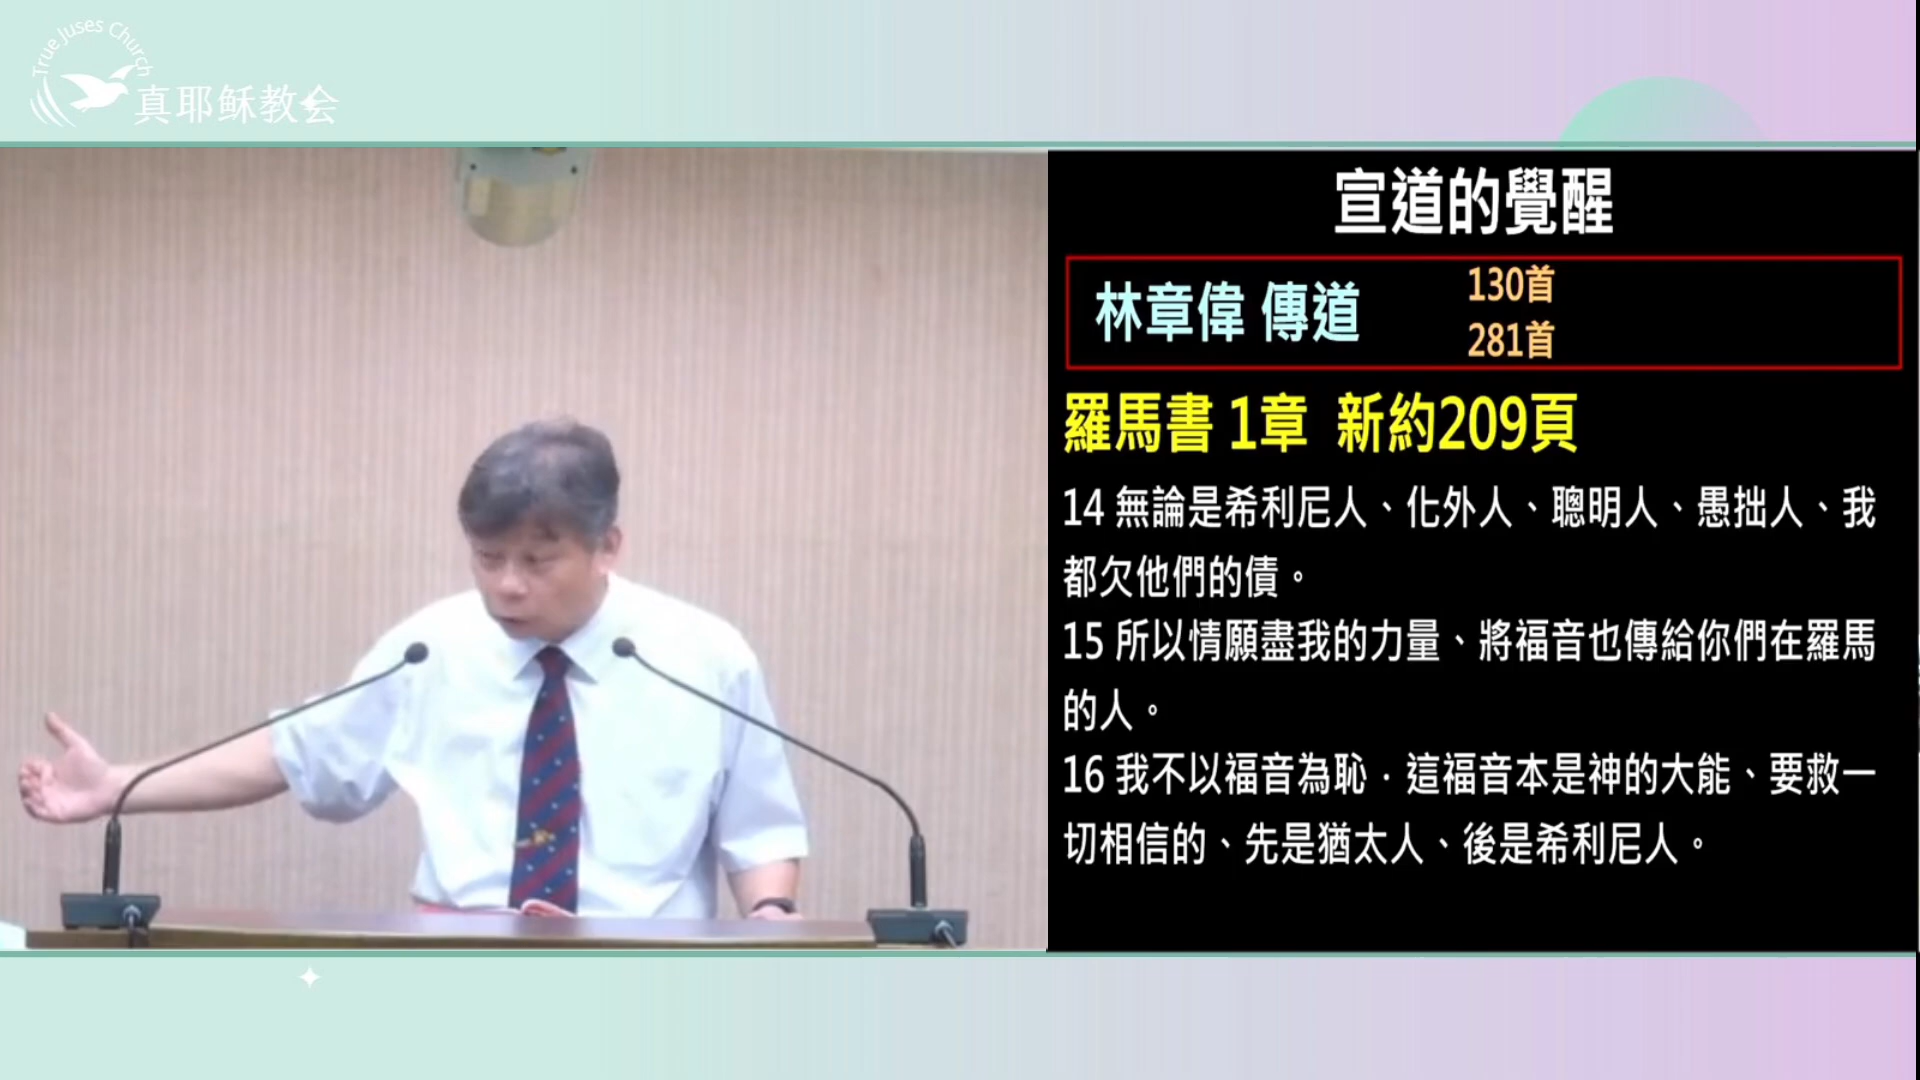 True Juses Church
真耶稣教会
宣道的覺醒
林章偉 傳道
130首
281首
羅馬書 1章 新約209頁
14 無論是希利尼人、化外人、聰明人、愚拙人、我
都欠他們的債。
15 所以情願盡我的力量、將福音也傳給你們在羅馬
的人。
16 我不以福音為恥．這福音本是神的大能、要救一
切相信的、先是猶太人、後是希利尼人。